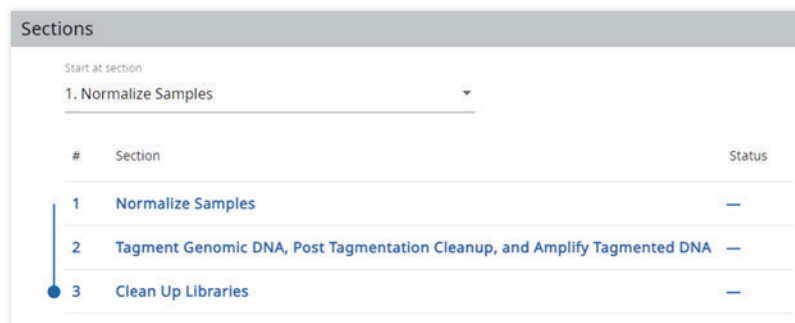 Sections
Start at section
1. Normalize Samples
# Section Status
1 Normalize Samples —
2 Tagment Genomic DNA, Post Tagmentation Cleanup, and Amplify Tagmented DNA —
3 Clean Up Libraries —